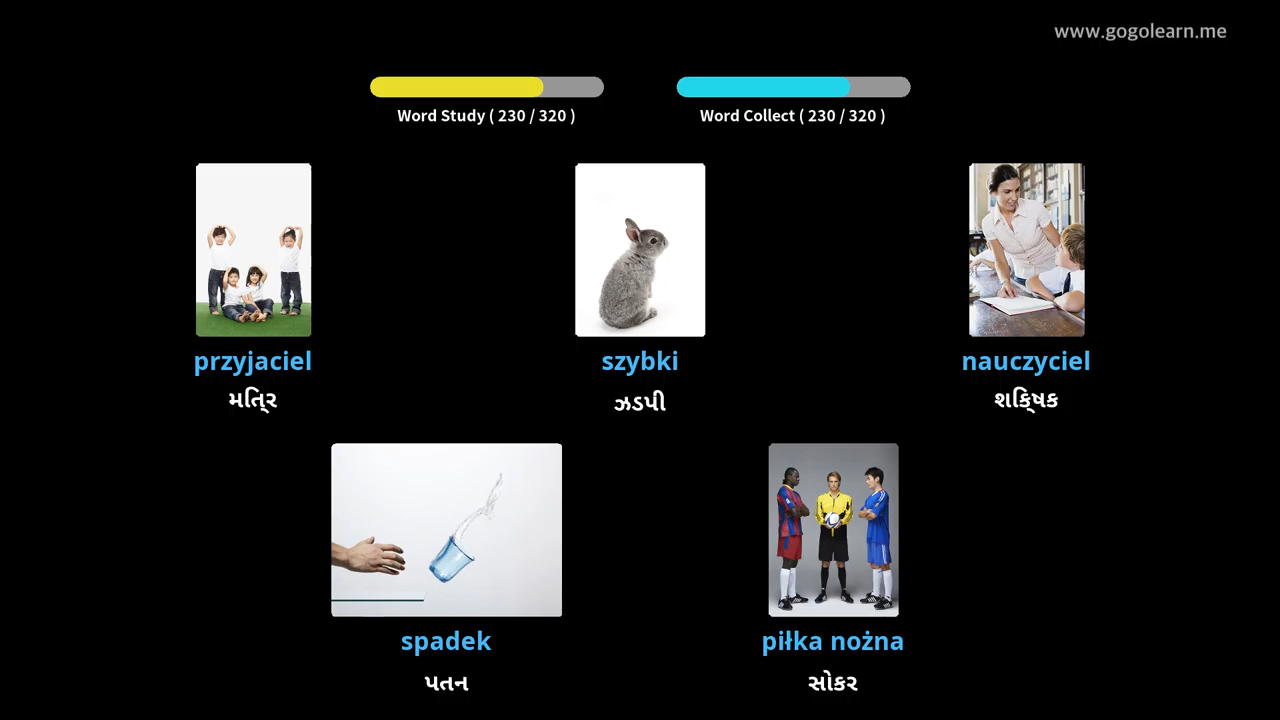 www.gogolearn.me
Word Study ( 230 / 320 )
Word Collect ( 230 / 320 )
przyjaciel
મિત્ર
szybki
ઝડપી
nauczyciel
શિક્ષક
spadek
પતન
piłka nożna
સોકર